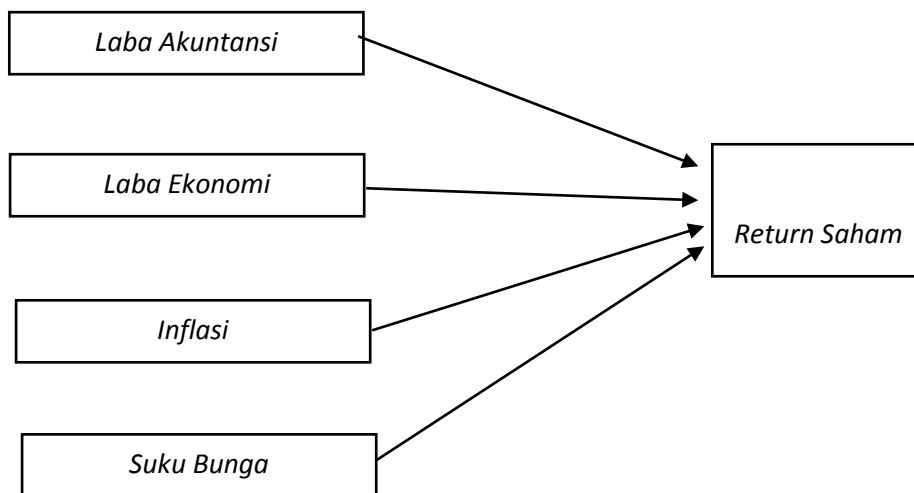 Laba Akuntansi
Laba Ekonomi
Return Saham
Inflasi
Suku Bunga